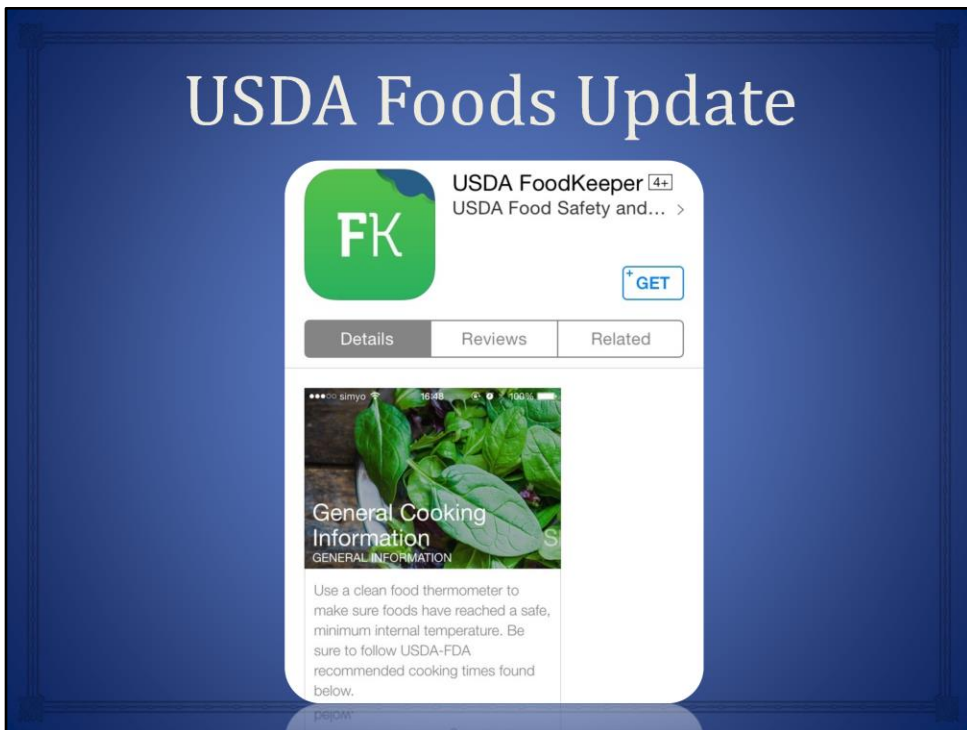 USDA Foods Update
FK
USDA FoodKeeper 4+
USDA Food Safety and... >
+ GET
Details Reviews Related
simyo 16:48 100%
General Cooking
Information
S
GENERAL INFORMATION
Use a clean food thermometer to
make sure foods have reached a safe,
minimum internal temperature. Be
sure to follow USDA-FDA
recommended cooking times found
below.